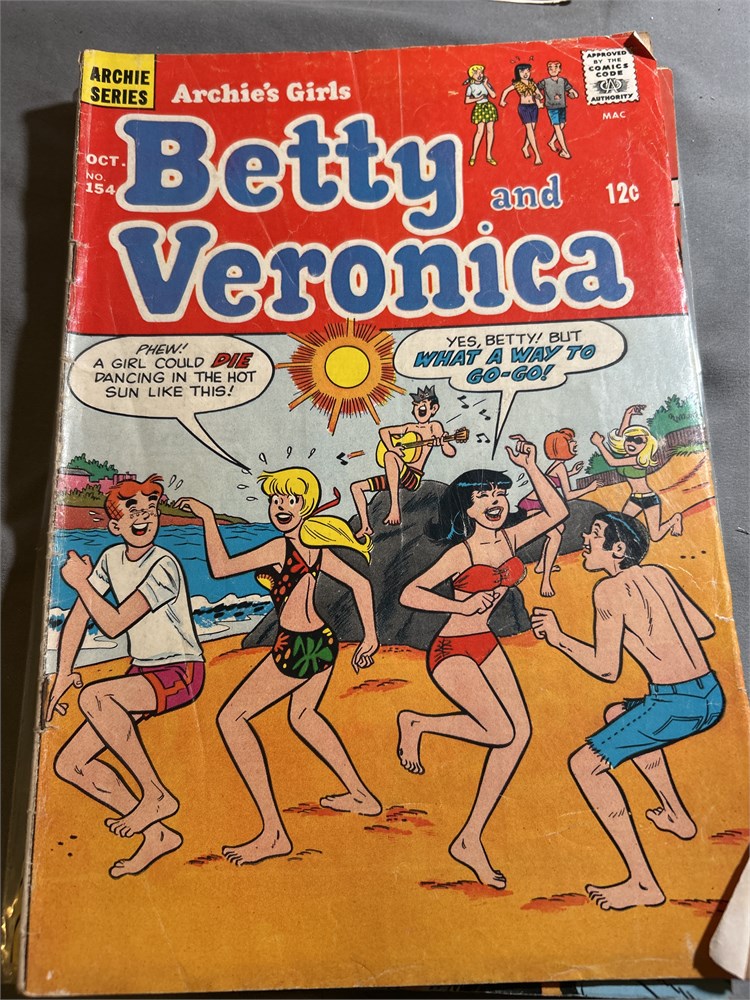 ARCHIE
SERIES
Archie's Girls
APPROVED
BY THE
COMICS
CODE
CA
AUTHORITY
MAC
OCT.
NO.
154
Betty
and
12¢
Veronica
PHEW!
A GIRL COULD DIE
DANCING IN THE HOT
SUN LIKE THIS!
YES, BETTY! BUT
WHAT A WAY TO
GO-GO!